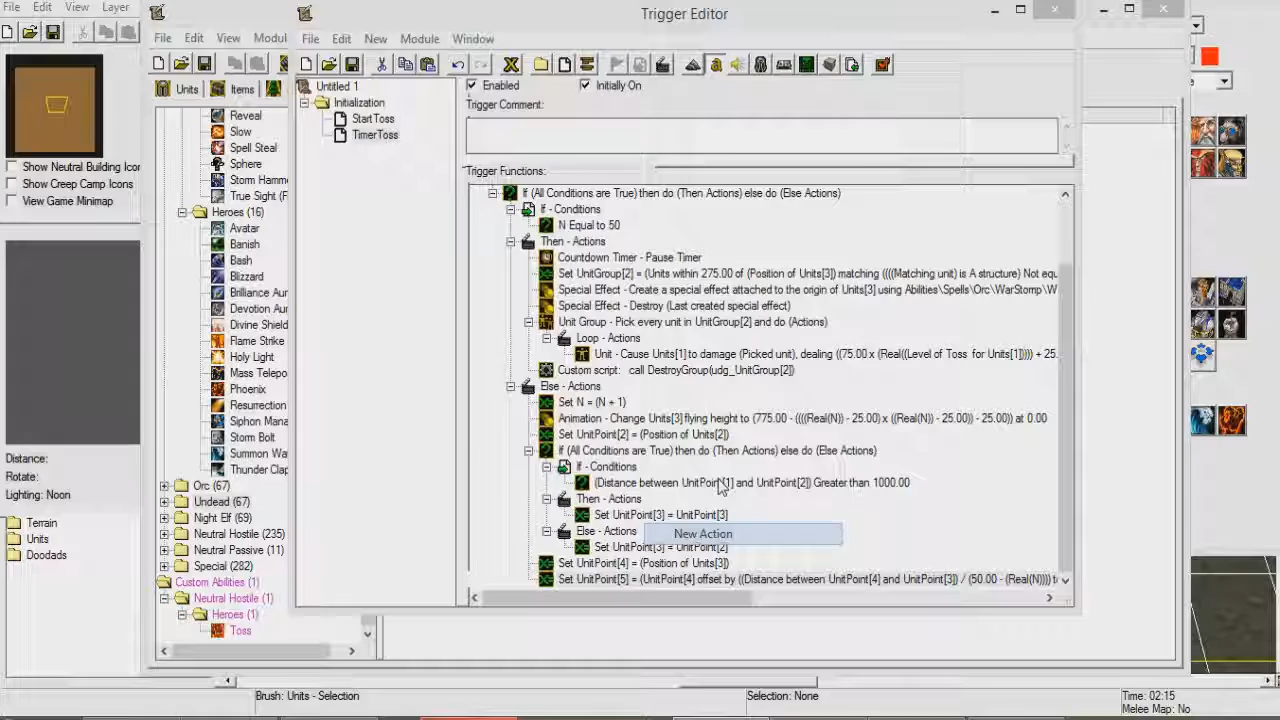 File Edit View Layer
Trigger Editor
File Edit View Modul
File Edit New Module Window
Units Items
Untitled 1
Initialization
StartToss
TimerToss
Enabled
Initially On
Trigger Comment:
Trigger Functions:
Show Neutral Building Icon
Show Creep Camp Icons
View Game Minimap
Distance:
Rotate:
Lighting: Noon
Terrain
Units
Doodads
Reveal
Slow
Spell Steal
Sphere
Storm Hamme
True Sight (F
Heroes (16)
Avatar
Banish
Bash
Blizzard
Brilliance Aur
Devotion Aur
Divine Shield
Flame Strike
Holy Light
Mass Telepo
Phoenix
Resurrection
Siphon Mana
Storm Bolt
Summon Wa
Thunder Clap
Orc (67)
Undead (67)
Night Elf (69)
Neutral Hostile (235)
Neutral Passive (11)
Special (282)
Custom Abilities (1)
Neutral Hostile (1)
Heroes (1)
Toss
If (All Conditions are True) then do (Then Actions) else do (Else Actions)
If - Conditions
N Equal to 50
Then - Actions
Countdown Timer - Pause Timer
Set UnitGroup[2] = (Units within 275.00 of (Position of Units[3]) matching ((((Matching unit) is A structure) Not equ
Special Effect - Create a special effect attached to the origin of Units[3] using Abilities\Spells\Orc\WarStomp\W
Special Effect - Destroy (Last created special effect)
Unit Group - Pick every unit in UnitGroup[2] and do (Actions)
Loop - Actions
Unit - Cause Units[1] to damage (Picked unit), dealing ((75.00 x (Real((Level of Toss for Units[1])))) + 25.
Custom script: call DestroyGroup(udg_UnitGroup[2])
Else - Actions
Set N = (N + 1)
Animation - Change Units[3] flying height to (775.00 - ((((Real(N)) - 25.00) x ((Real(N)) - 25.00)) - 25.00)) at 0.00
Set UnitPoint[2] = (Position of Units[2])
If (All Conditions are True) then do (Then Actions) else do (Else Actions)
If - Conditions
(Distance between UnitPoint[1] and UnitPoint[2]) Greater than 1000.00
Then - Actions
Set UnitPoint[3] = UnitPoint[3]
Else - Actions
New Action
Set UnitPoint[3] = UnitPoint[2]
Set UnitPoint[4] = (Position of Units[3])
Set UnitPoint[5] = (UnitPoint[4] offset by ((Distance between UnitPoint[4] and UnitPoint[3]) / (50.00 - (Real(N)))) t
Brush: Units - Selection
Selection: None
Time: 02:15
Melee Map: No